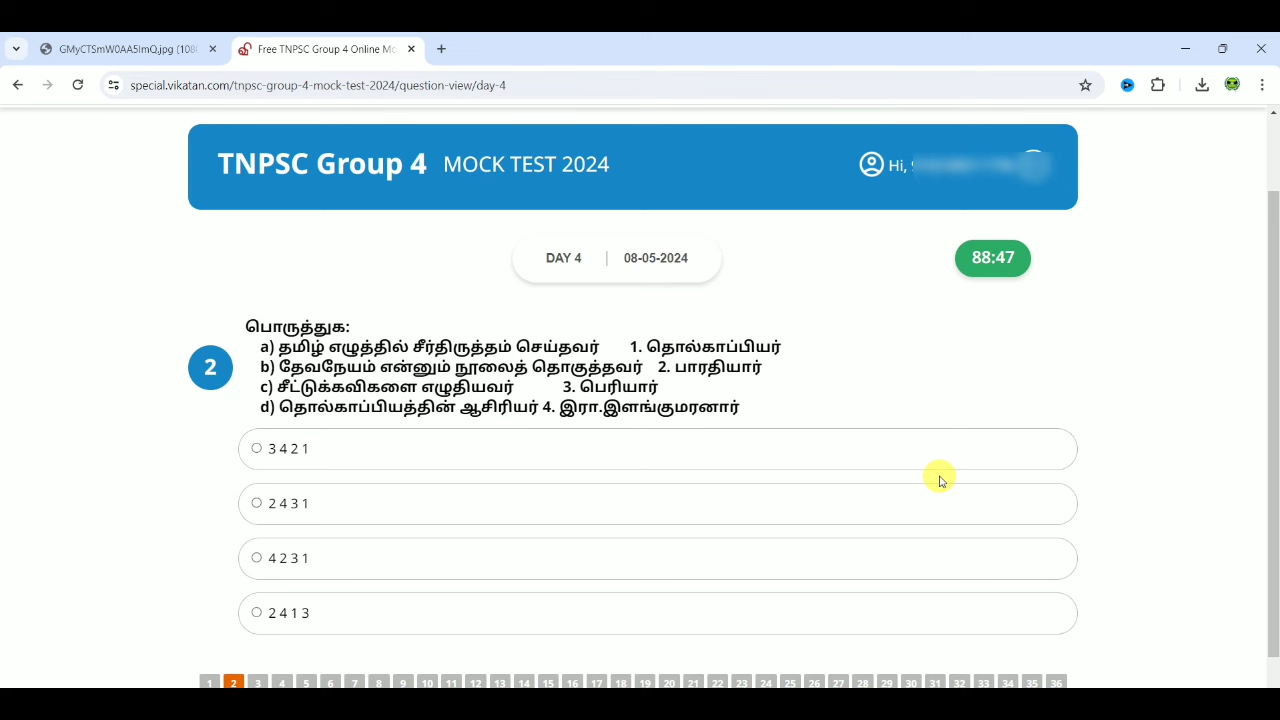 GMyCTSmW0AA5ImQ.jpg (108
Free TNPSC Group 4 Online Mo
special.vikatan.com/tnpsc-group-4-mock-test-2024/question-view/day-4
TNPSC Group 4 MOCK TEST 2024
Hi,
DAY 4 | 08-05-2024
88:47
2
பொருத்துக:
a) தமிழ் எழுத்தில் சீர்திருத்தம் செய்தவர் 1. தொல்காப்பியர்
b) தேவநேயம் என்னும் நூலைத் தொகுத்தவர் 2. பாரதியார்
c) சீட்டுக்கவிகளை எழுதியவர் 3. பெரியார்
d) தொல்காப்பியத்தின் ஆசிரியர் 4. இரா.இளங்குமரனார்
3 4 2 1
2 4 3 1
4 2 3 1
2 4 1 3
1 2 3 4 5 6 7 8 9 10 11 12 13 14 15 16 17 18 19 20 21 22 23 24 25 26 27 28 29 30 31 32 33 34 35 36